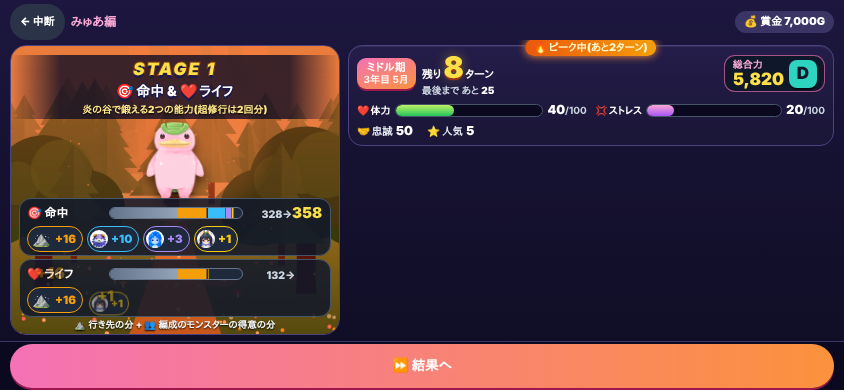 ← 中断 みゅあ編
💰 賞金 7,000G
STAGE 1
🎯 命中 & ❤️ ライフ
炎の谷で鍛える2つの能力(超修行は2回分)
🎯 命中 328→358
+16 +10 +3 +1
❤️ ライフ 132→
+16 +1
⛰️ 行き先の分 + 👥 編成のモンスターの得意の分
🔥 ピーク中(あと2ターン)
ミドル期
3年目 5月
残り 8 ターン
最後まで あと 25
総合力
5,820 D
❤️ 体力 40/100 💢 ストレス 20/100
🤝 忠誠 50 ⭐ 人気 5
⏩ 結果へ